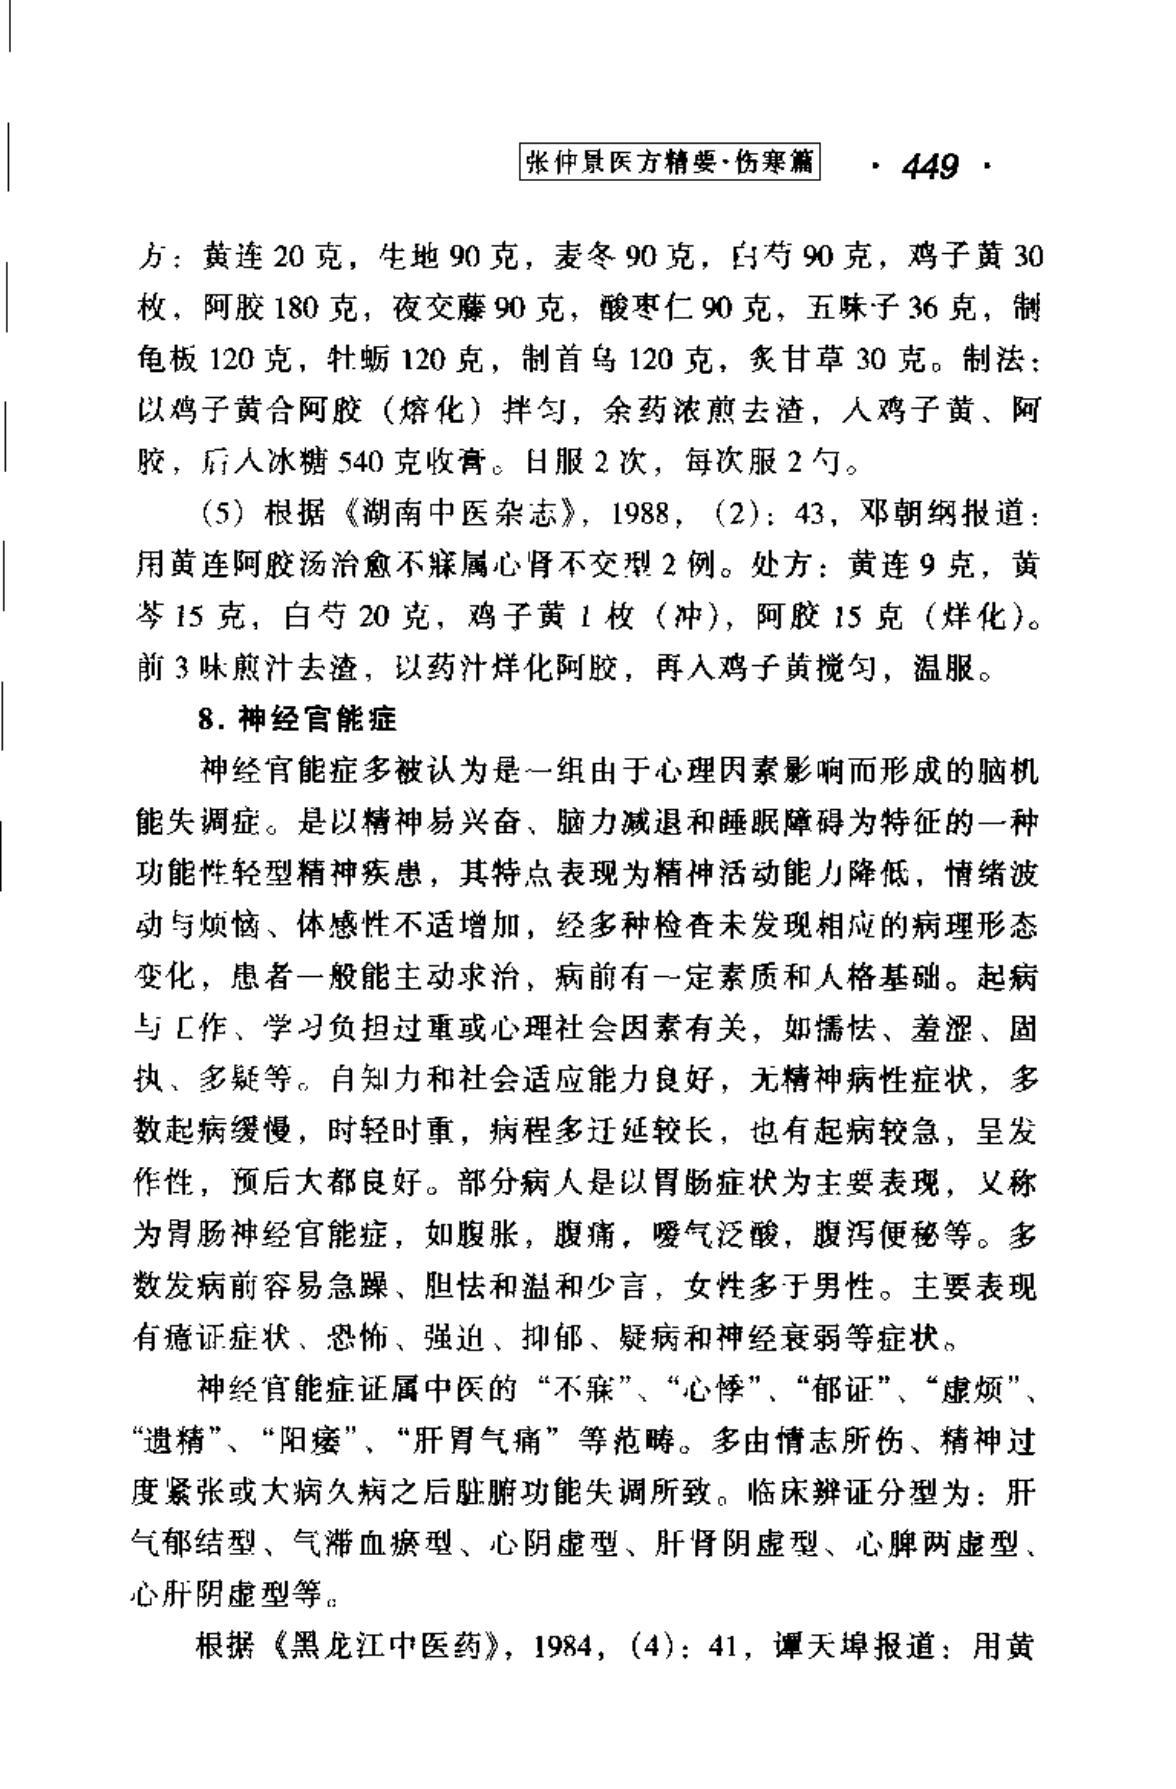 张仲景医方精要·伤寒篇 · 449 ·
方：黄连 20 克，生地 90 克，麦冬 90 克，白芍 90 克，鸡子黄 30
枚，阿胶 180 克，夜交藤 90 克，酸枣仁 90 克，五味子 36 克，制
龟板 120 克，牡蛎 120 克，制首乌 120 克，炙甘草 30 克。制法：
以鸡子黄合阿胶（熔化）拌匀，余药浓煎去渣，入鸡子黄、阿
胶，后入冰糖 540 克收膏。日服 2 次，每次服 2 勺。
（5）根据《湖南中医杂志》，1988，（2）：43，邓朝纲报道：
用黄连阿胶汤治愈不寐属心肾不交型 2 例。处方：黄连 9 克，黄
芩 15 克，白芍 20 克，鸡子黄 1 枚（冲），阿胶 15 克（烊化）。
前 3 味煎汁去渣，以药汁烊化阿胶，再入鸡子黄搅匀，温服。
8. 神经官能症
神经官能症多被认为是一组由于心理因素影响而形成的脑机
能失调症。是以精神易兴奋、脑力减退和睡眠障碍为特征的一种
功能性轻型精神疾患，其特点表现为精神活动能力降低，情绪波
动与烦恼、体感性不适增加，经多种检查未发现相应的病理形态
变化，患者一般能主动求治，病前有一定素质和人格基础。起病
与工作、学习负担过重或心理社会因素有关，如懦怯、羞涩、固
执、多疑等。自知力和社会适应能力良好，无精神病性症状，多
数起病缓慢，时轻时重，病程多迁延较长，也有起病较急，呈发
作性，预后大都良好。部分病人是以胃肠症状为主要表现，又称
为胃肠神经官能症，如腹胀，腹痛，嗳气泛酸，腹泻便秘等。多
数发病前容易急躁、胆怯和温和少言，女性多于男性。主要表现
有癔证症状、恐怖、强迫、抑郁、疑病和神经衰弱等症状。
神经官能症证属中医的“不寐”、“心悸”、“郁证”、“虚烦”、
“遗精”、“阳痿”、“肝胃气痛”等范畴。多由情志所伤、精神过
度紧张或大病久病之后脏腑功能失调所致。临床辨证分型为：肝
气郁结型、气滞血瘀型、心阴虚型、肝肾阴虚型、心脾两虚型、
心肝阴虚型等。
根据《黑龙江中医药》，1984，（4）：41，谭天埠报道：用黄